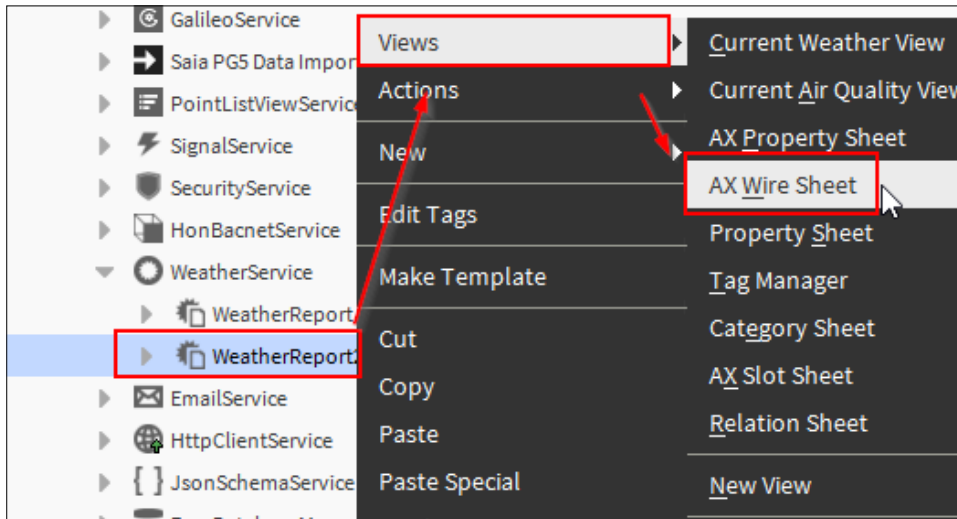 GalileoService
Saia PG5 Data Impor
PointListViewService
SignalService
SecurityService
HonBacnetService
WeatherService
WeatherReport
WeatherReport2
EmailService
HttpClientService
JsonSchemaService
Views
Actions
New
Edit Tags
Make Template
Cut
Copy
Paste
Paste Special
Current Weather View
Current Air Quality View
AX Property Sheet
AX Wire Sheet
Property Sheet
Tag Manager
Category Sheet
AX Slot Sheet
Relation Sheet
New View